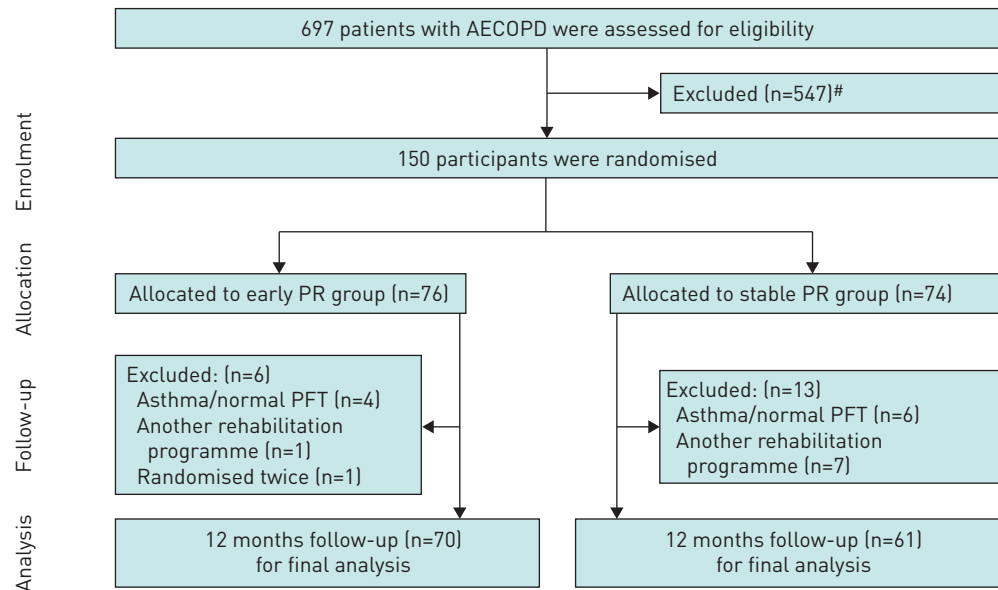 697 patients with AECOPD were assessed for eligibility
Excluded (n=547)#
Enrolment
150 participants were randomised
Allocation
Allocated to early PR group (n=76)
Allocated to stable PR group (n=74)
Follow-up
Excluded: (n=6)
Asthma/normal PFT (n=4)
Another rehabilitation
programme (n=1)
Randomised twice (n=1)
Excluded: (n=13)
Asthma/normal PFT (n=6)
Another rehabilitation
programme (n=7)
Analysis
12 months follow-up (n=70)
for final analysis
12 months follow-up (n=61)
for final analysis